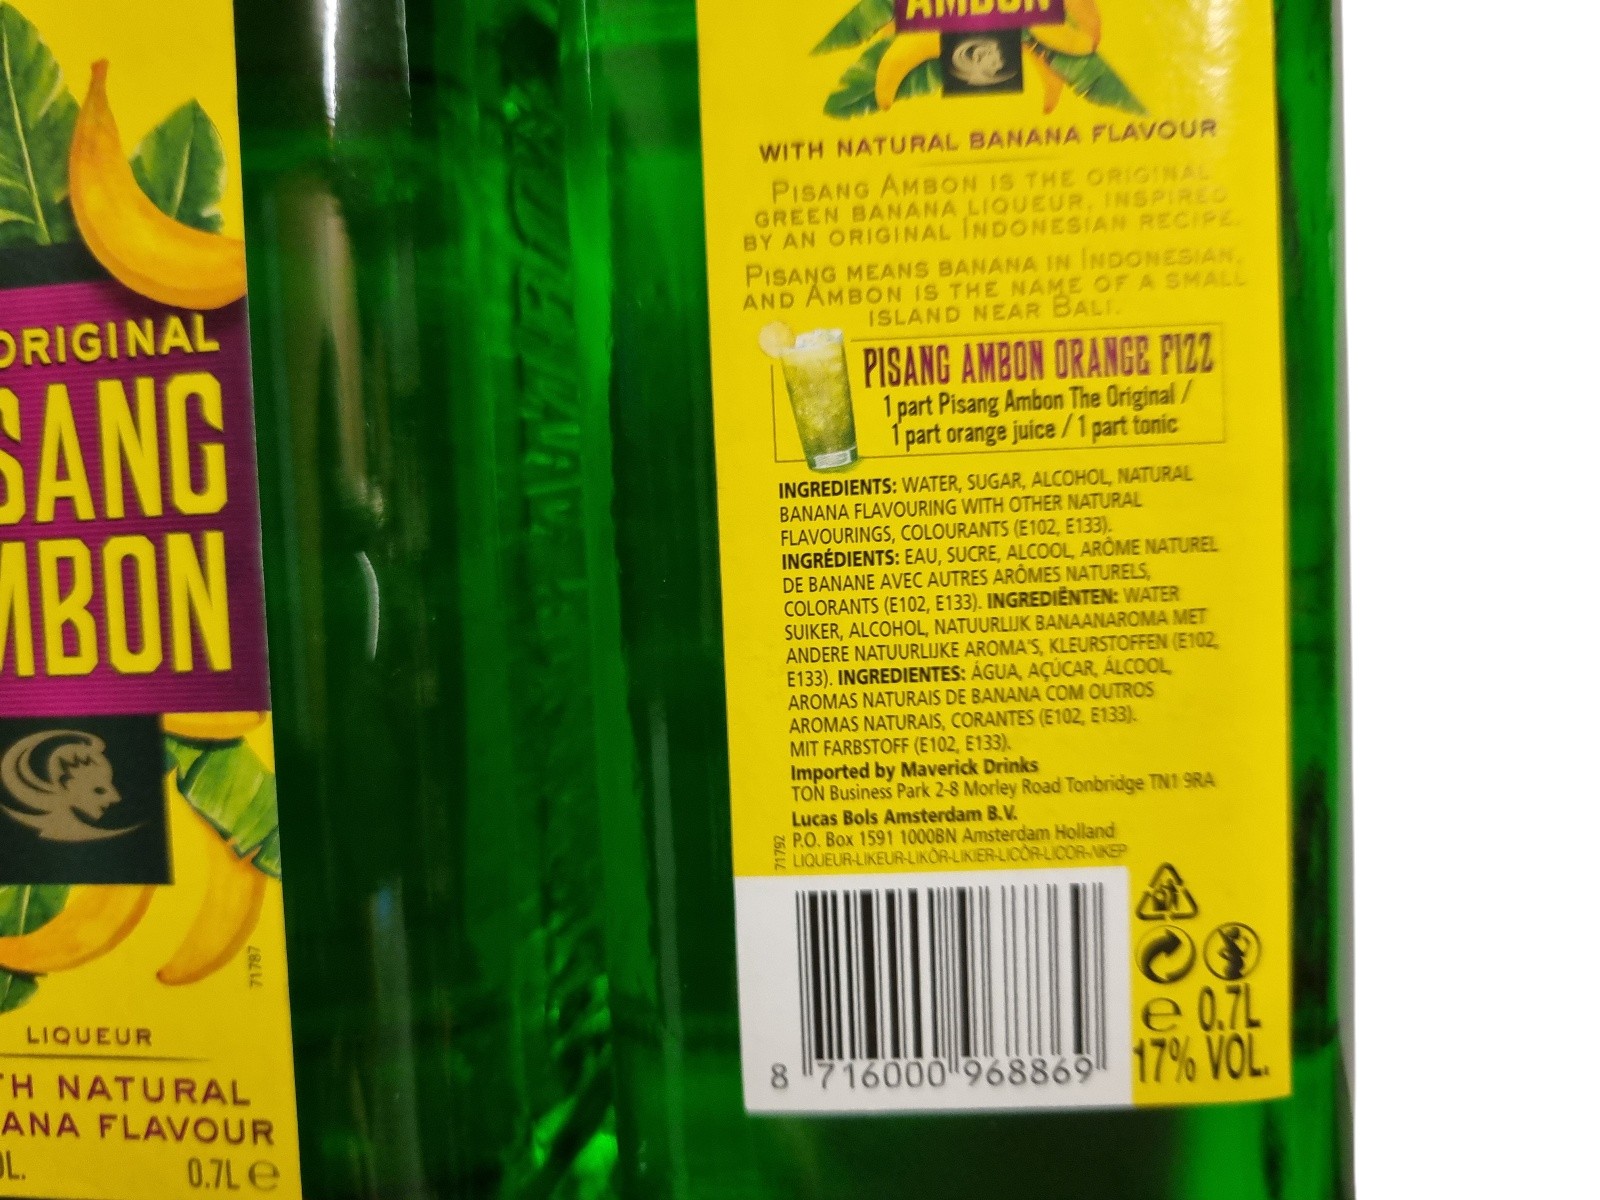 ORIGINAL
SANG
MBON
71787
LIQUEUR
TH NATURAL
ANA FLAVOUR
OL. 0.7L e
AMBON
WITH NATURAL BANANA FLAVOUR
PISANG AMBON IS THE ORIGINAL
GREEN BANANA LIQUEUR, INSPIRED
BY AN ORIGINAL INDONESIAN RECIPE.
PISANG MEANS BANANA IN INDONESIAN,
AND AMBON IS THE NAME OF A SMALL
ISLAND NEAR BALI.
PISANG AMBON ORANGE FIZZ
1 part Pisang Ambon The Original /
1 part orange juice / 1 part tonic
INGREDIENTS: WATER, SUGAR, ALCOHOL, NATURAL
BANANA FLAVOURING WITH OTHER NATURAL
FLAVOURINGS, COLOURANTS (E102, E133).
INGRÉDIENTS: EAU, SUCRE, ALCOOL, ARÔME NATUREL
DE BANANE AVEC AUTRES ARÔMES NATURELS,
COLORANTS (E102, E133). INGREDIËNTEN: WATER
SUIKER, ALCOHOL, NATUURLIJK BANAANAROMA MET
ANDERE NATUURLIJKE AROMA'S, KLEURSTOFFEN (E102,
E133). INGREDIENTES: ÁGUA, AÇÚCAR, ÁLCOOL,
AROMAS NATURAIS DE BANANA COM OUTROS
AROMAS NATURAIS, CORANTES (E102, E133).
MIT FARBSTOFF (E102, E133).
Imported by Maverick Drinks
TON Business Park 2-8 Morley Road Tonbridge TN1 9RA
Lucas Bols Amsterdam B.V.
P.O. Box 1591 1000BN Amsterdam Holland
LIQUEUR-LIKEUR-LIKÖR-LIKIER-LICÔR-LICOR-ΛIKEP
71792
8 716000 968869
e 0.7L
17% VOL.